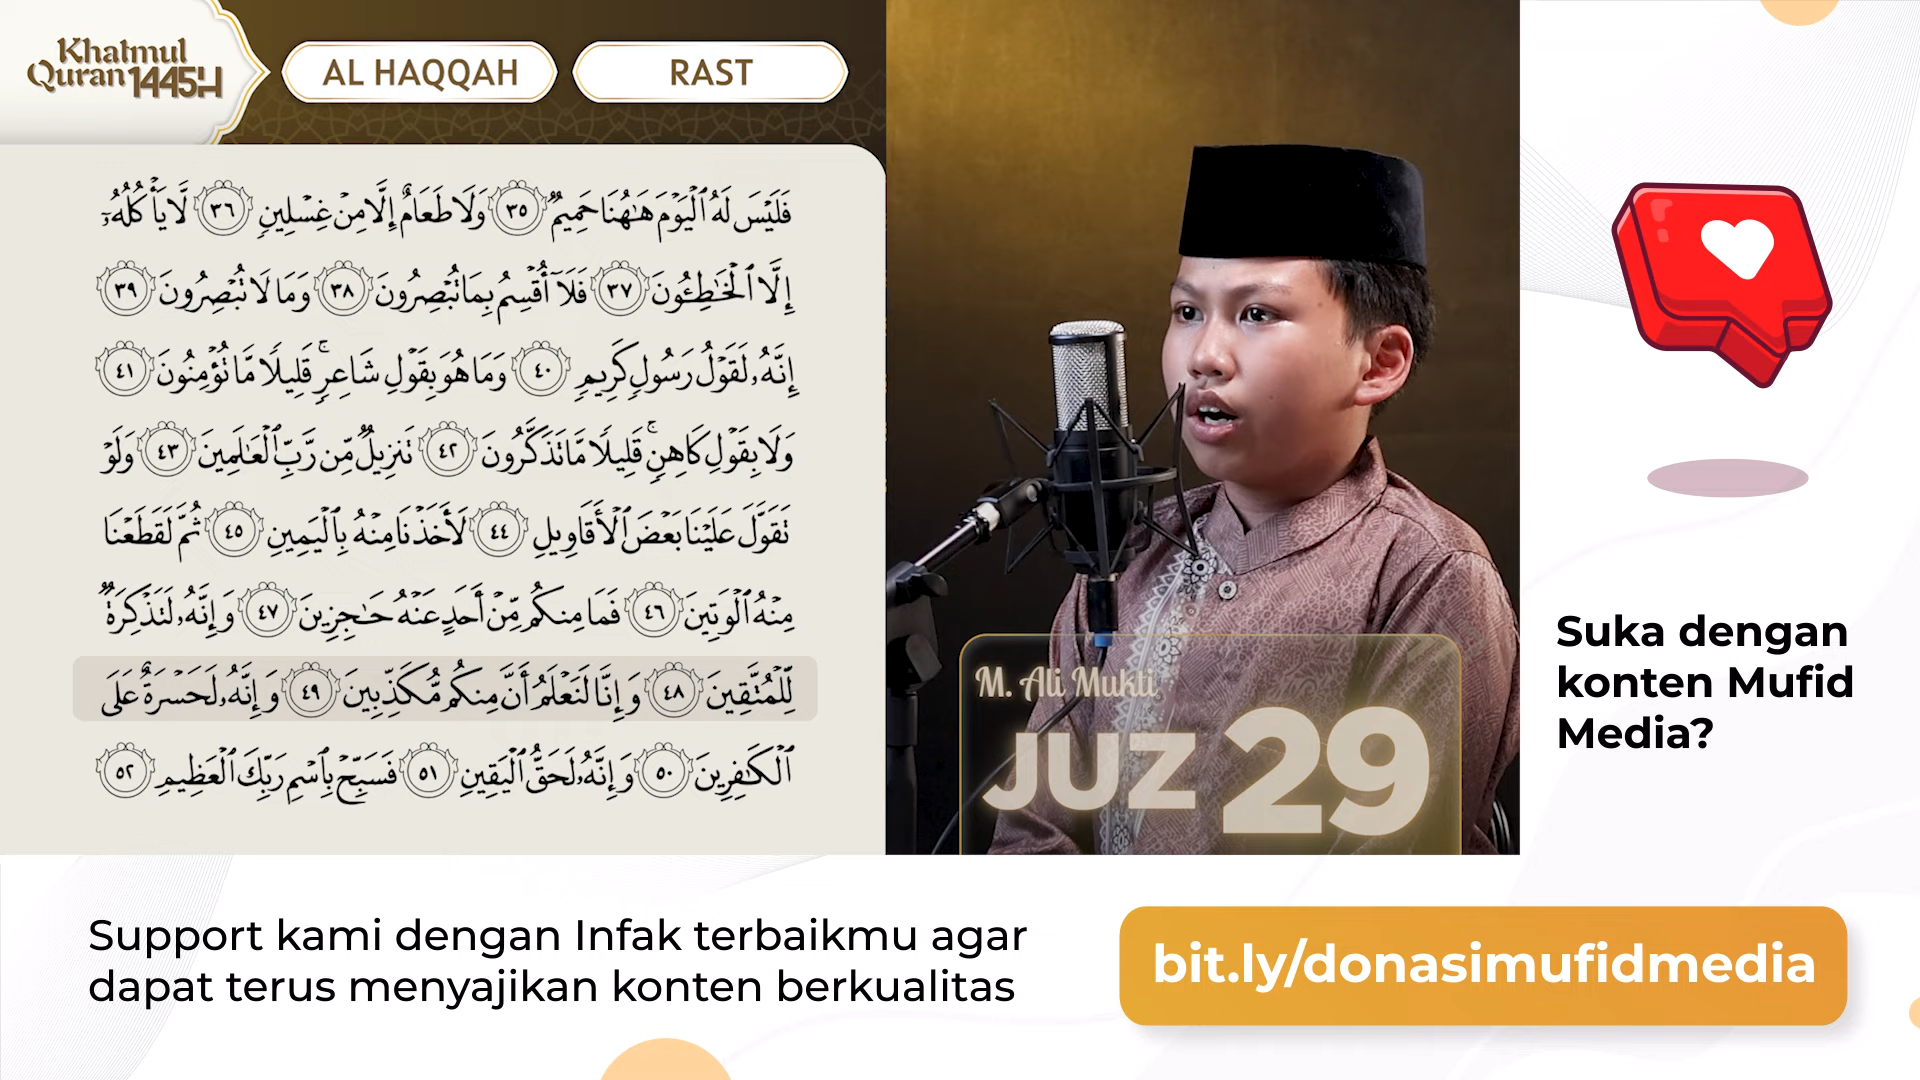 Khatmul
Quran 1445H
AL HAQQAH
RAST
فَلَيْسَ لَهُ ٱلْيَوْمَ هَـٰهُنَا حَمِيمٌ ٣٥ وَلَا طَعَامٌ إِلَّا مِنْ غِسْلِينٍ ٣٦ لَّا يَأْكُلُهُۥٓ
إِلَّا ٱلْخَـٰطِـُٔونَ ٣٧ فَلَآ أُقْسِمُ بِمَا تُبْصِرُونَ ٣٨ وَمَا لَا تُبْصِرُونَ ٣٩
إِنَّهُۥ لَقَوْلُ رَسُولٍ كَرِيمٍ ٤٠ وَمَا هُوَ بِقَوْلِ شَاعِرٍ ۚ قَلِيلًا مَّا تُؤْمِنُونَ ٤١
وَلَا بِقَوْلِ كَاهِنٍ ۚ قَلِيلًا مَّا تَذَكَّرُونَ ٤٢ تَنزِيلٌ مِّن رَّبِّ ٱلْعَـٰلَمِينَ ٤٣ وَلَوْ
تَقَوَّلَ عَلَيْنَا بَعْضَ ٱلْأَقَاوِيلِ ٤٤ لَأَخَذْنَا مِنْهُ بِٱلْيَمِينِ ٤٥ ثُمَّ لَقَطَعْنَا
مِنْهُ ٱلْوَتِينَ ٤٦ فَمَا مِنكُم مِّنْ أَحَدٍ عَنْهُ حَـٰجِزِينَ ٤٧ وَإِنَّهُۥ لَتَذْكِرَةٌ
لِّلْمُتَّقِينَ ٤٨ وَإِنَّا لَنَعْلَمُ أَنَّ مِنكُم مُّكَذِّبِينَ ٤٩ وَإِنَّهُۥ لَحَسْرَةٌ عَلَى
ٱلْكَـٰفِرِينَ ٥٠ وَإِنَّهُۥ لَحَقُّ ٱلْيَقِينِ ٥١ فَسَبِّحْ بِٱسْمِ رَبِّكَ ٱلْعَظِيمِ ٥٢
M. Ali Mukti
JUZ 29
Suka dengan
konten Mufid
Media?
Support kami dengan Infak terbaikmu agar
dapat terus menyajikan konten berkualitas
bit.ly/donasimufidmedia